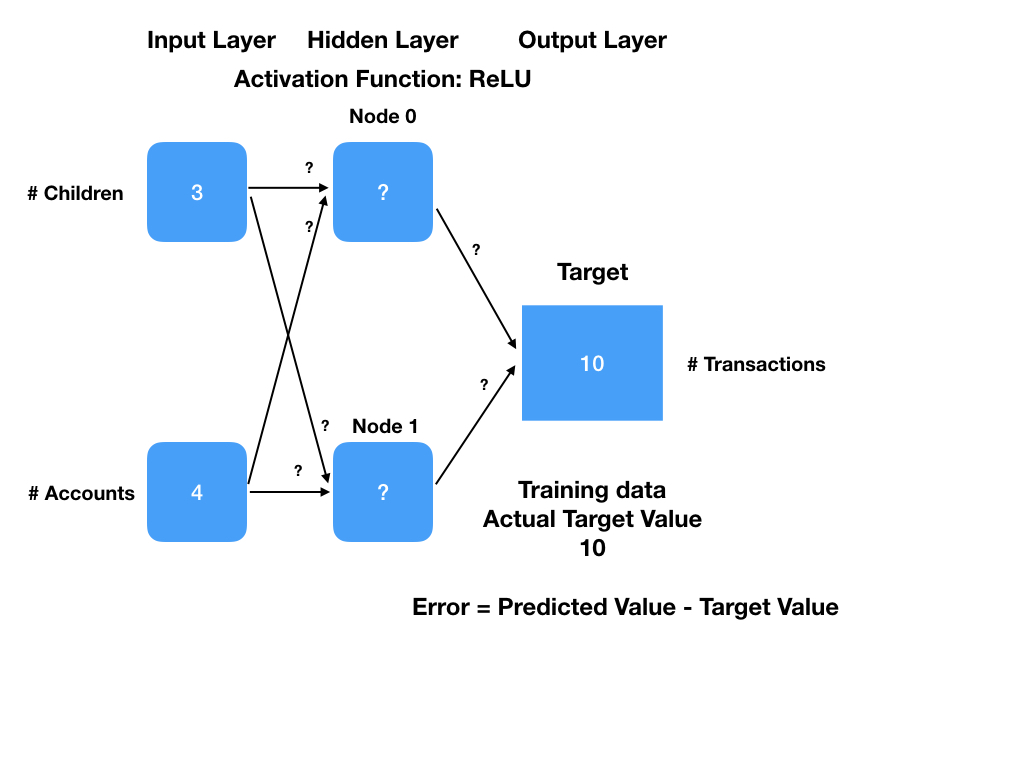 Input Layer
Hidden Layer
Output Layer
Activation Function: ReLU
Node 0
?
# Children
3
?
?
?
Target
10
# Transactions
?
?
Node 1
?
# Accounts
4
?
Training data
Actual Target Value
10
Error = Predicted Value - Target Value